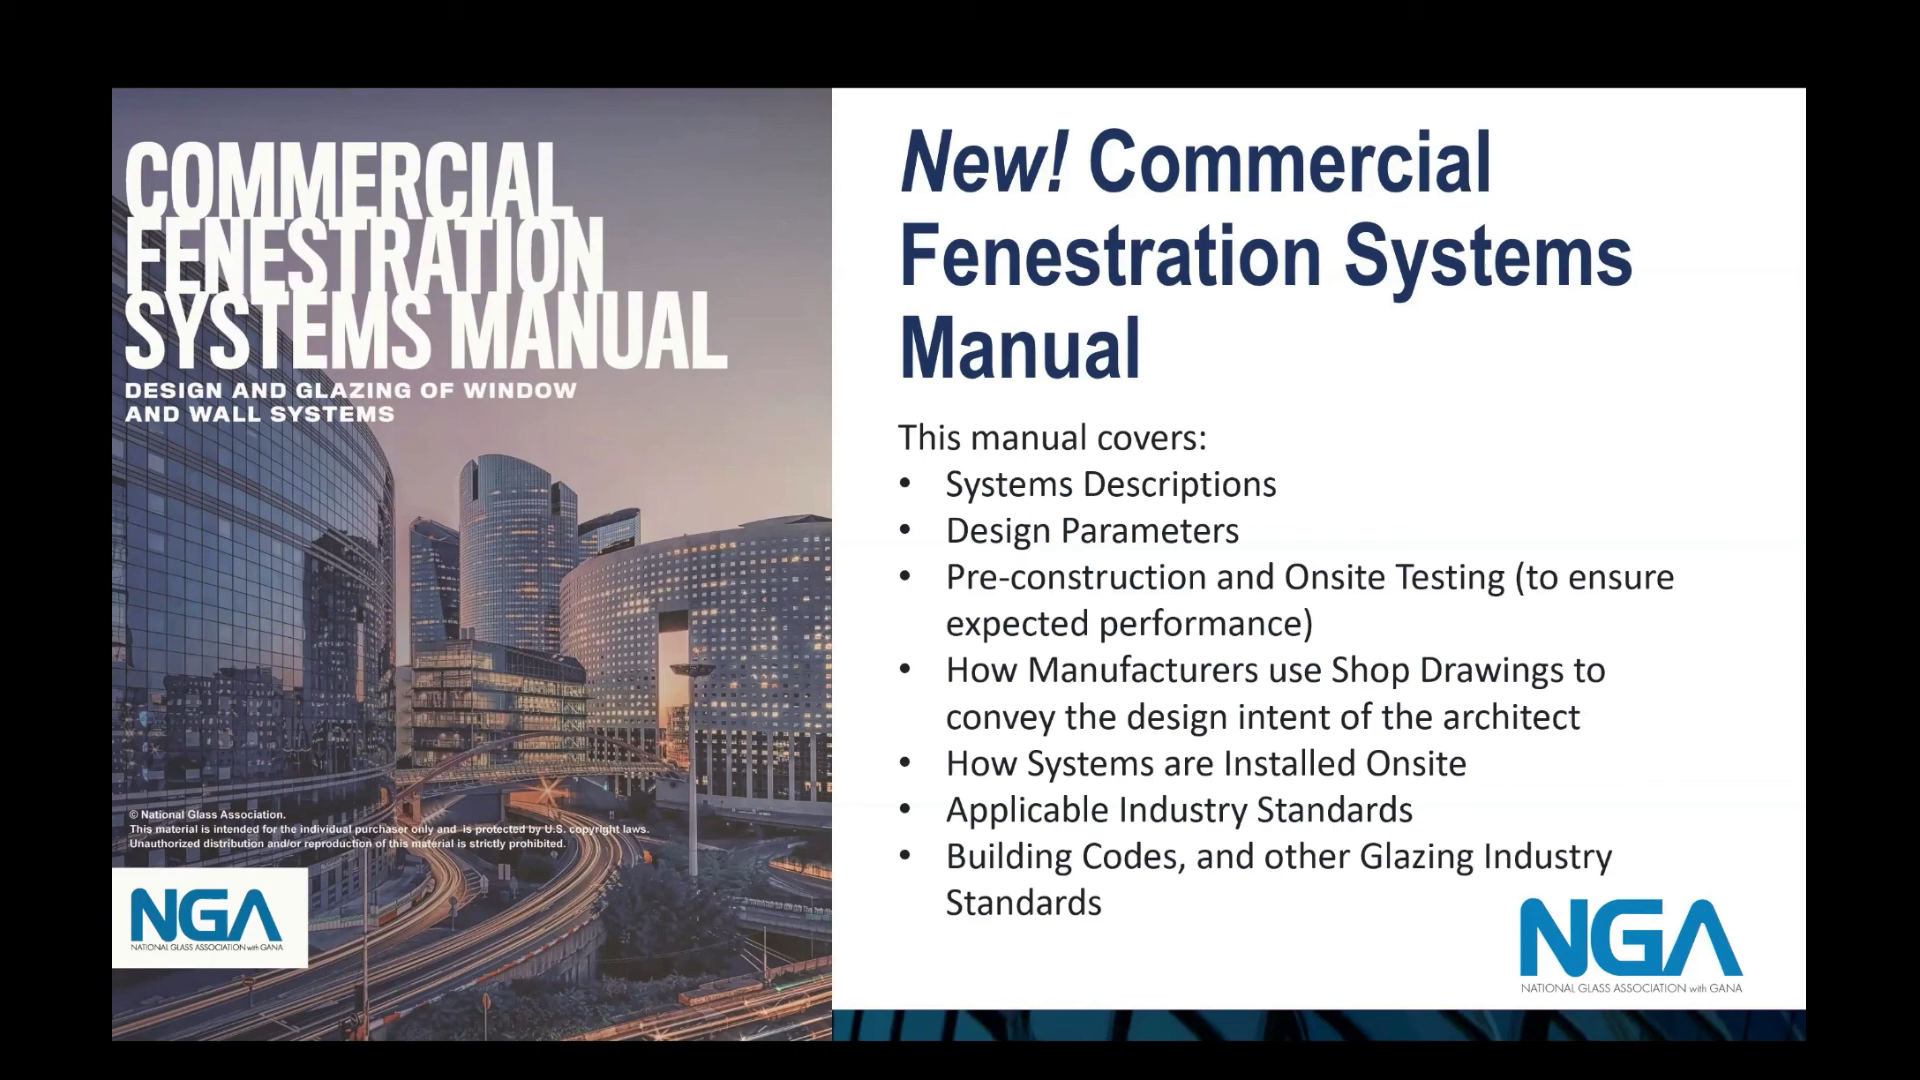 COMMERCIAL
FENESTRATION
SYSTEMS MANUAL
DESIGN AND GLAZING OF WINDOW
AND WALL SYSTEMS
© National Glass Association.
This material is intended for the individual purchaser only and is protected by U.S. copyright laws.
Unauthorized distribution and/or reproduction of this material is strictly prohibited.
NGA
NATIONAL GLASS ASSOCIATION with GANA
New! Commercial
Fenestration Systems
Manual
This manual covers:
• Systems Descriptions
• Design Parameters
• Pre-construction and Onsite Testing (to ensure
expected performance)
• How Manufacturers use Shop Drawings to
convey the design intent of the architect
• How Systems are Installed Onsite
• Applicable Industry Standards
• Building Codes, and other Glazing Industry
Standards
NGA
NATIONAL GLASS ASSOCIATION with GANA